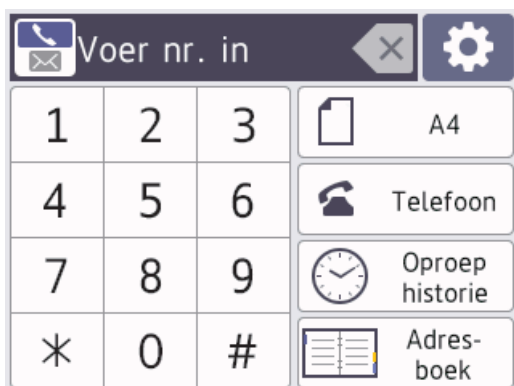 Voer nr. in
1 2 3
A4
4 5 6
Telefoon
7 8 9
Oproep
historie
* 0 #
Adres-
boek